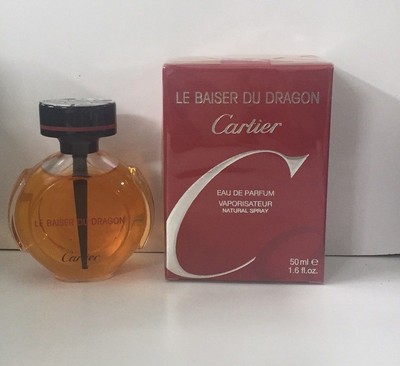 LE BAISER DU DRAGON
Cartier
LE BAISER DU DRAGON
Cartier
EAU DE PARFUM
VAPORISATEUR
NATURAL SPRAY
50 ml e
1.6 fl.oz.